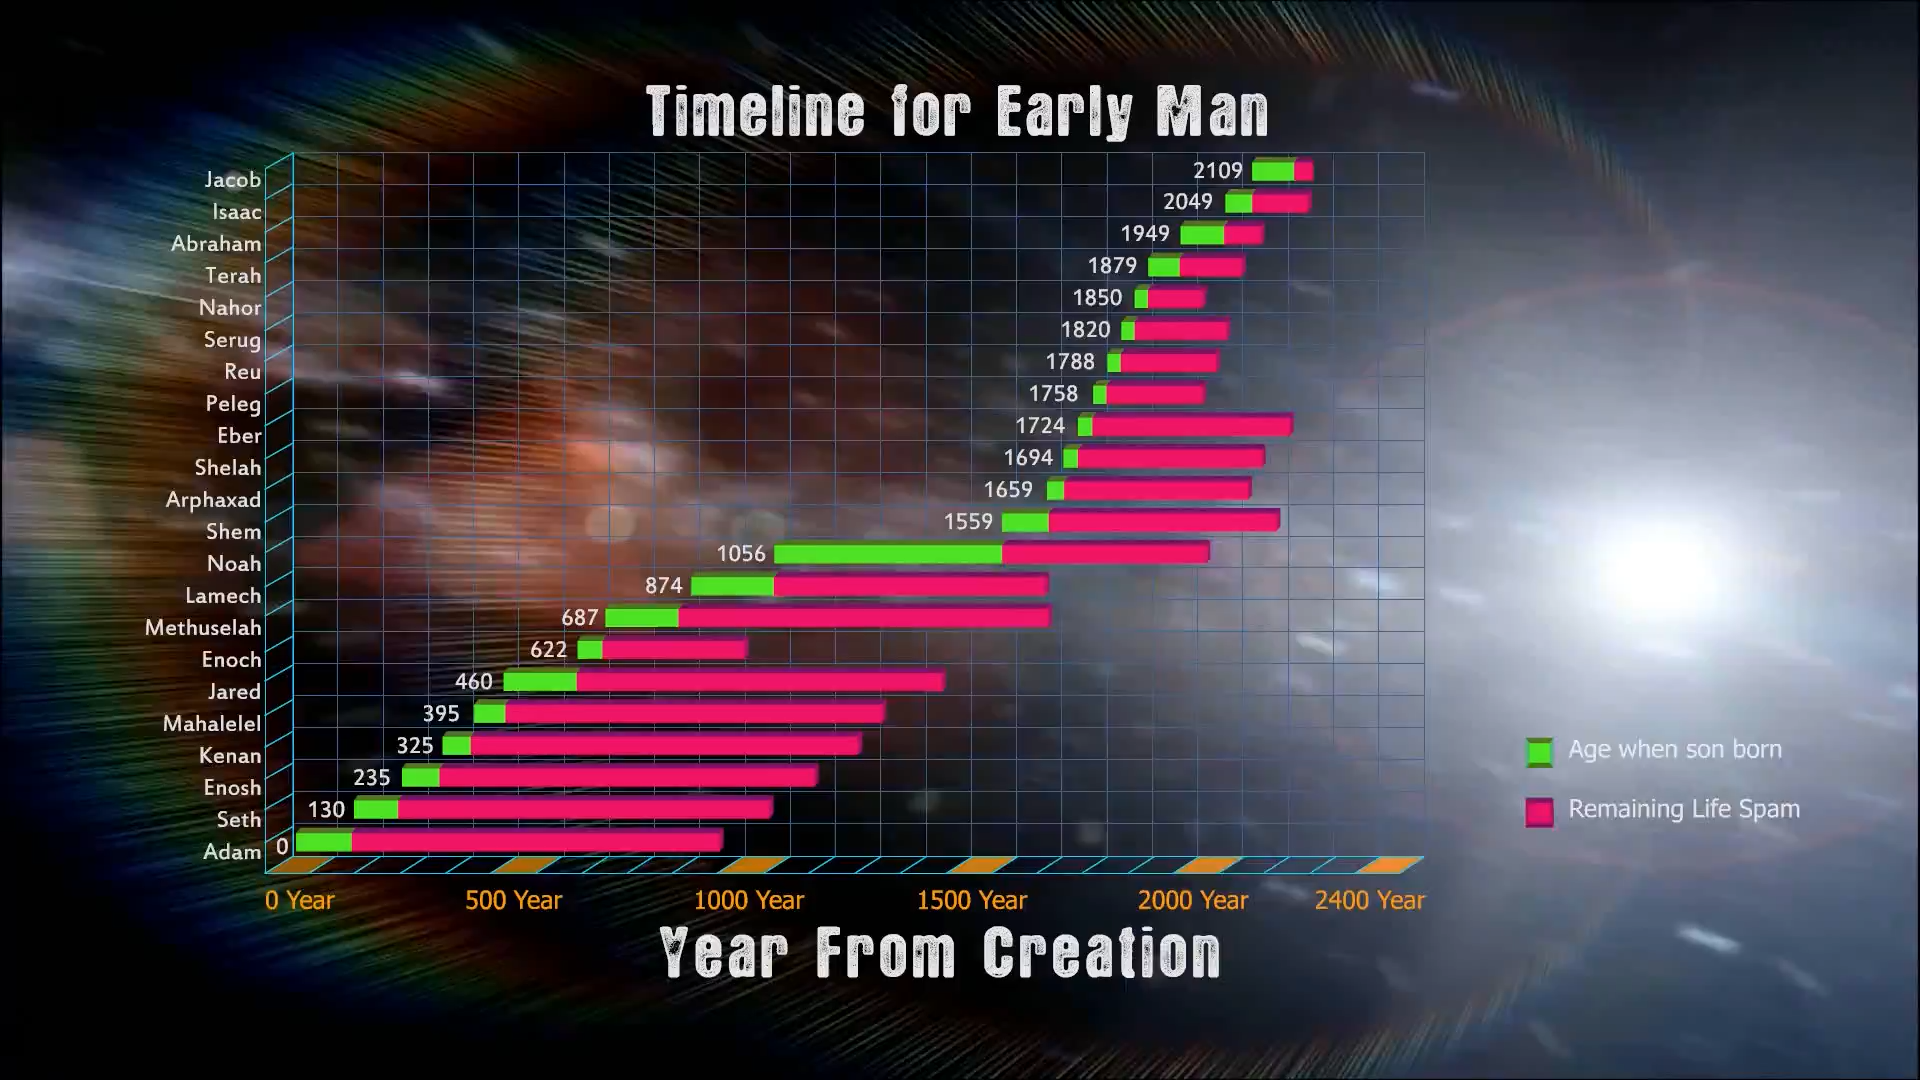 Timeline for Early Man
Jacob 2109
Isaac 2049
Abraham 1949
Terah 1879
Nahor 1850
Serug 1820
Reu 1788
Peleg 1758
Eber 1724
Shelah 1694
Arphaxad 1659
Shem 1559
Noah 1056
Lamech 874
Methuselah 687
Enoch 622
Jared 460
Mahalelel 395
Kenan 325
Enosh 235
Seth 130
Adam 0
0 Year 500 Year 1000 Year 1500 Year 2000 Year 2400 Year
Year From Creation
Age when son born
Remaining Life Spam